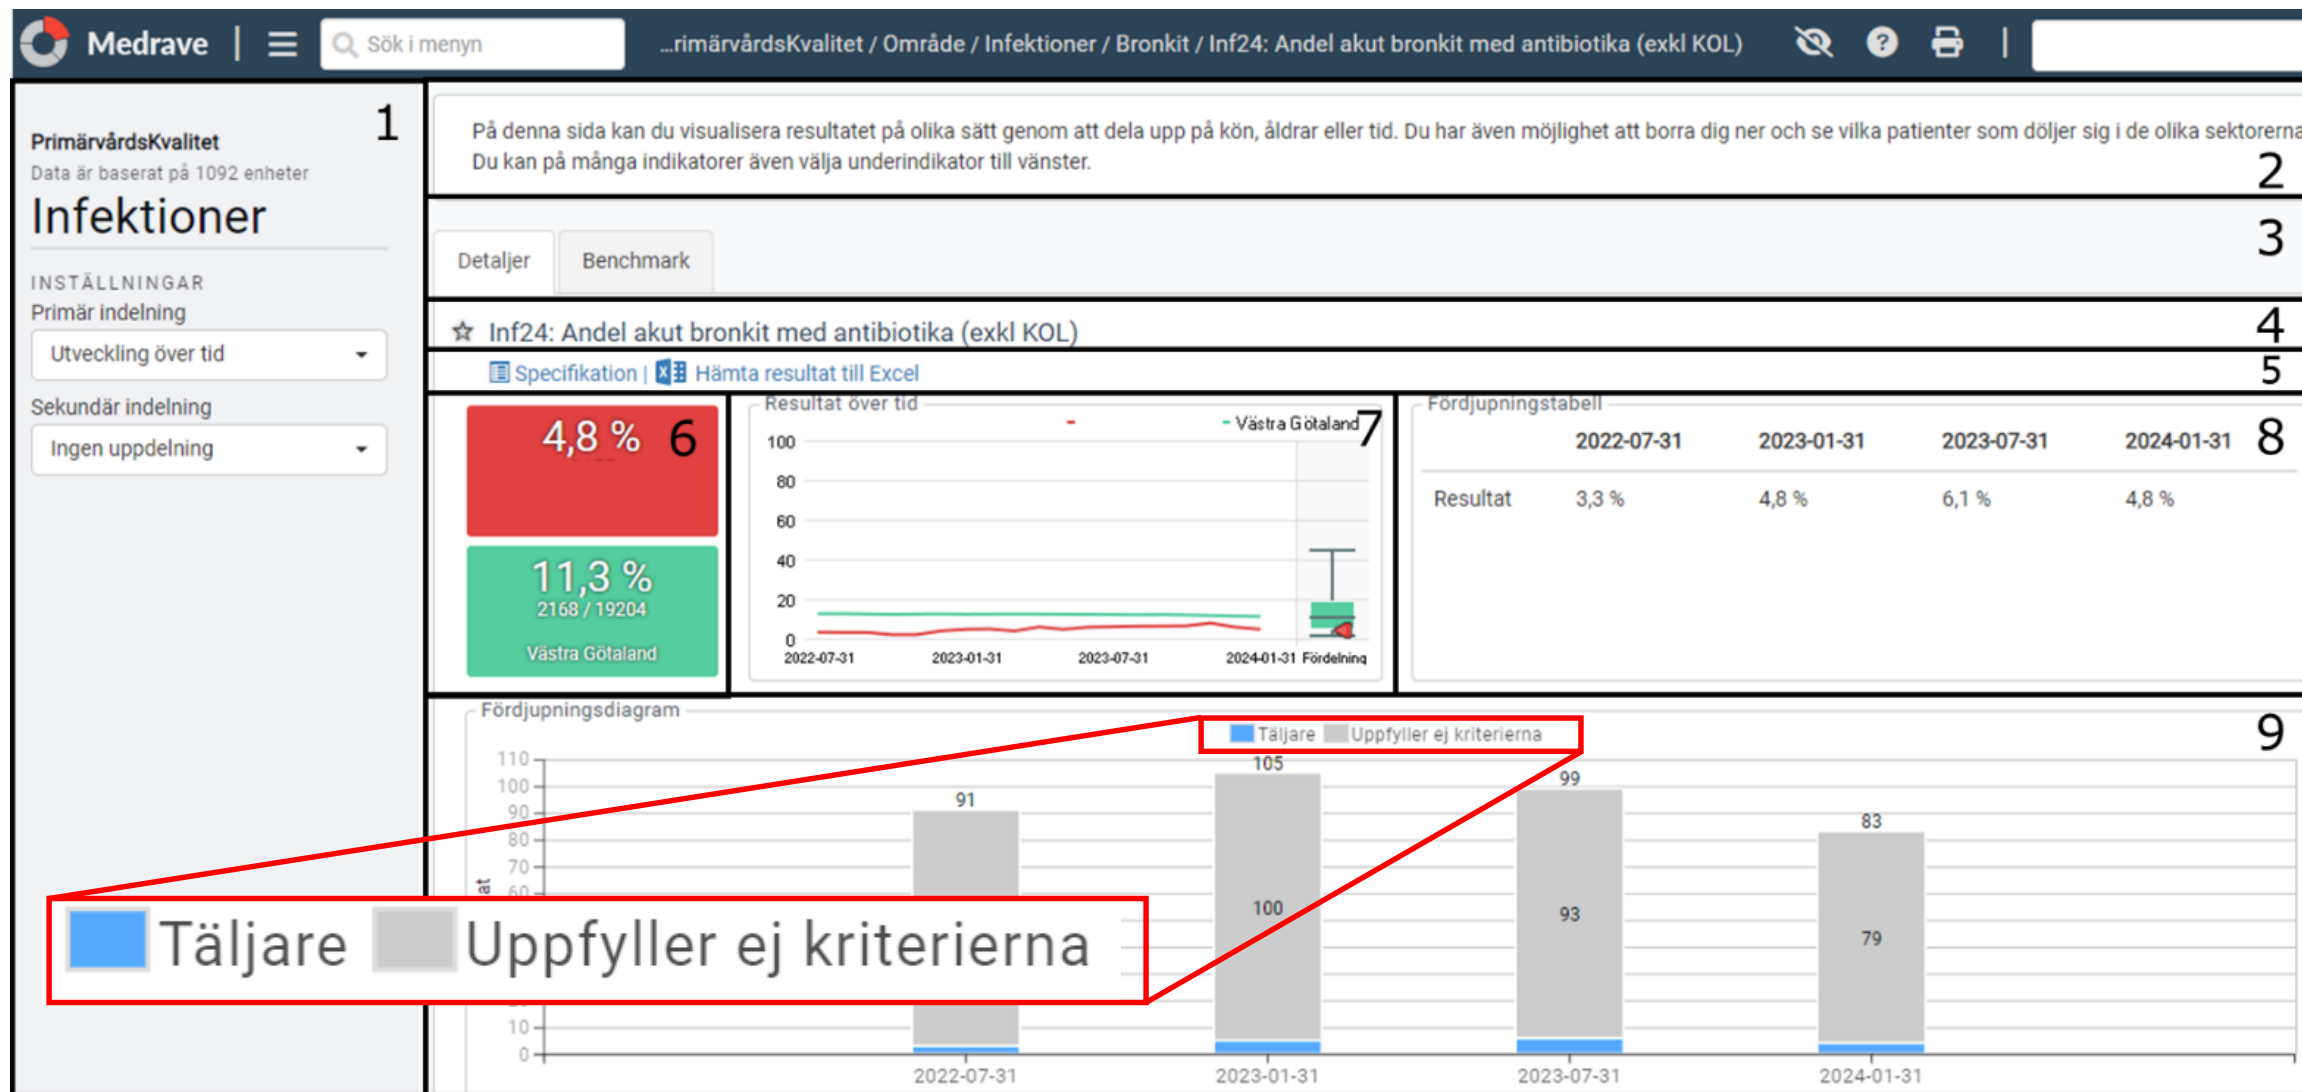 Medrave | Sök i menyn ...rimärvårdsKvalitet / Område / Infektioner / Bronkit / Inf24: Andel akut bronkit med antibiotika (exkl KOL) ? |
1
PrimärvårdsKvalitet
Data är baserat på 1092 enheter
Infektioner
INSTÄLLNINGAR
Primär indelning
Utveckling över tid
Sekundär indelning
Ingen uppdelning
På denna sida kan du visualisera resultatet på olika sätt genom att dela upp på kön, åldrar eller tid. Du har även möjlighet att borra dig ner och se vilka patienter som döljer sig i de olika sektorerna
Du kan på många indikatorer även välja underindikator till vänster.
2
3
Detaljer Benchmark
Inf24: Andel akut bronkit med antibiotika (exkl KOL)
4
Specifikation | Hämta resultat till Excel
5
4,8 % 6
11,3 %
2168 / 19204
Västra Götaland
Resultat över tid
Västra Götaland 7
100
80
60
40
20
0
2022-07-31 2023-01-31 2023-07-31 2024-01-31 Fördelning
Fördjupningstabell
2022-07-31 2023-01-31 2023-07-31 2024-01-31 8
Resultat 3,3 % 4,8 % 6,1 % 4,8 %
Fördjupningsdiagram
Täljare Uppfyller ej kriterierna 9
110
100
90
80
70
60
10
0
91
105
99
83
100
93
79
Täljare Uppfyller ej kriterierna
2022-07-31 2023-01-31 2023-07-31 2024-01-31